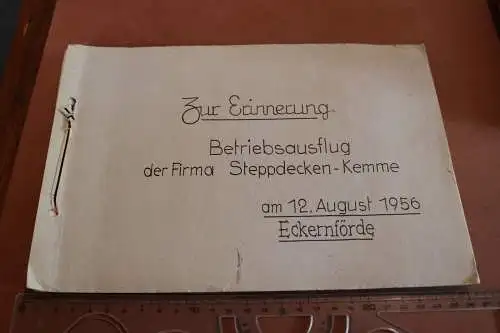 Zur Erinnerung
Betriebsausflug
der Firma Steppdecken-Kemme
am 12. August 1956
Eckernförde